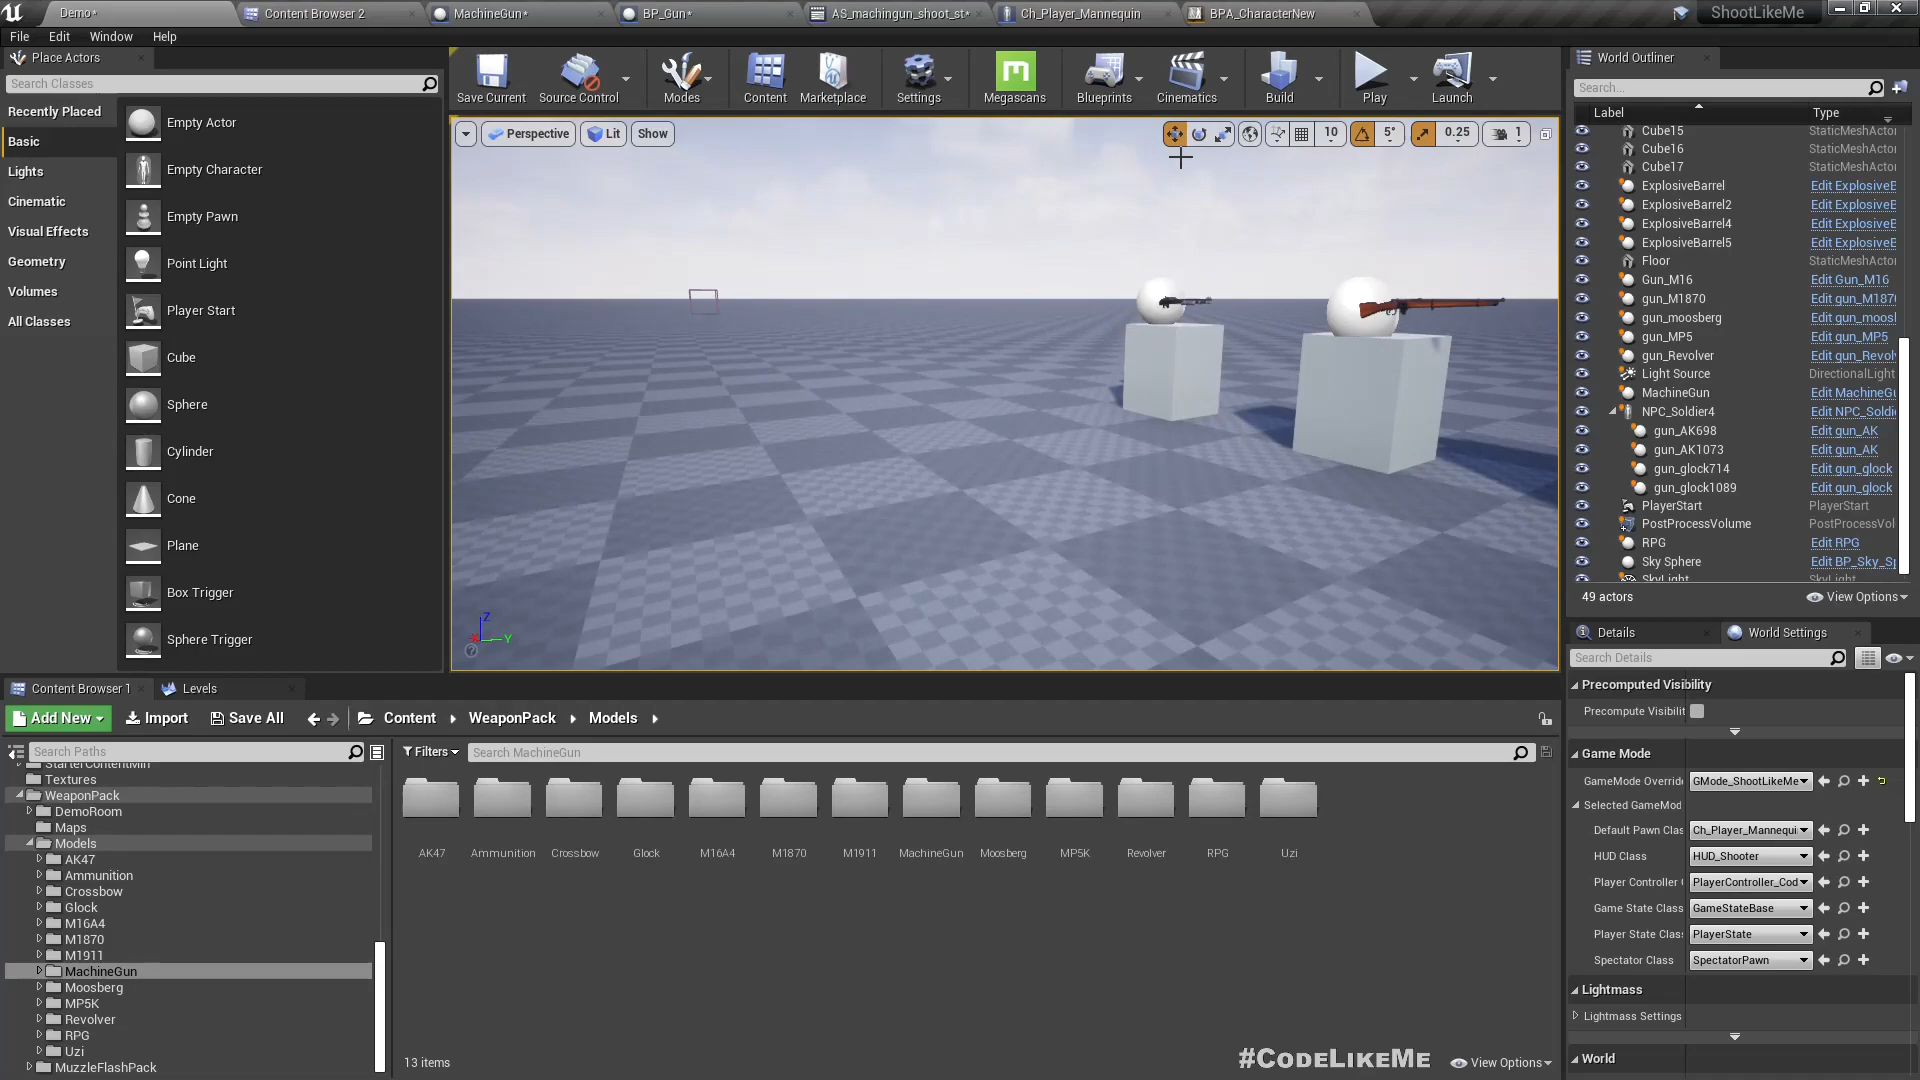 Demo*
Content Browser 2
MachineGun*
BP_Gun*
AS_machingun_shoot_st*
Ch_Player_Mannequin
BPA_CharacterNew
ShootLikeMe
File
Edit
Window
Help
Place Actors
Search Classes
Recently Placed
Basic
Lights
Cinematic
Visual Effects
Geometry
Volumes
All Classes
Empty Actor
Empty Character
Empty Pawn
Point Light
Player Start
Cube
Sphere
Cylinder
Cone
Plane
Box Trigger
Sphere Trigger
Save Current
Source Control
Modes
Content
Marketplace
Settings
Megascans
Blueprints
Cinematics
Build
Play
Launch
Perspective
Lit
Show
10
5°
0.25
1
Z
Y
World Outliner
Search...
Label
Type
Cube15
StaticMeshActor
Cube16
StaticMeshActor
Cube17
StaticMeshActor
ExplosiveBarrel
Edit ExplosiveB
ExplosiveBarrel2
Edit ExplosiveB
ExplosiveBarrel4
Edit ExplosiveB
ExplosiveBarrel5
Edit ExplosiveB
Floor
StaticMeshActor
Gun_M16
Edit Gun_M16
gun_M1870
Edit gun_M1870
gun_moosberg
Edit gun_moosl
gun_MP5
Edit gun_MP5
gun_Revolver
Edit gun_Revol
Light Source
DirectionalLight
MachineGun
Edit MachineGu
NPC_Soldier4
Edit NPC_Soldi
gun_AK698
Edit gun_AK
gun_AK1073
Edit gun_AK
gun_glock714
Edit gun_glock
gun_glock1089
Edit gun_glock
PlayerStart
PlayerStart
PostProcessVolume
PostProcessVol
RPG
Edit RPG
Sky Sphere
Edit BP_Sky_Sp
SkyLight
SkyLight
49 actors
View Options
Details
World Settings
Search Details
Precomputed Visibility
Precompute Visibilit
Game Mode
GameMode Override
GMode_ShootLikeMe
Selected GameMod
Default Pawn Clas
Ch_Player_Mannequi
HUD Class
HUD_Shooter
Player Controller
PlayerController_Cod
Game State Class
GameStateBase
Player State Clas
PlayerState
Spectator Class
SpectatorPawn
Lightmass
Lightmass Settings
World
Content Browser 1
Levels
Add New
Import
Save All
Content
WeaponPack
Models
Search Paths
Filters
Search MachineGun
StarterContentMin
Textures
WeaponPack
DemoRoom
Maps
Models
AK47
Ammunition
Crossbow
Glock
M16A4
M1870
M1911
MachineGun
Moosberg
MP5K
Revolver
RPG
Uzi
MuzzleFlashPack
AK47
Ammunition
Crossbow
Glock
M16A4
M1870
M1911
MachineGun
Moosberg
MP5K
Revolver
RPG
Uzi
13 items
#CODELIKEME
View Options